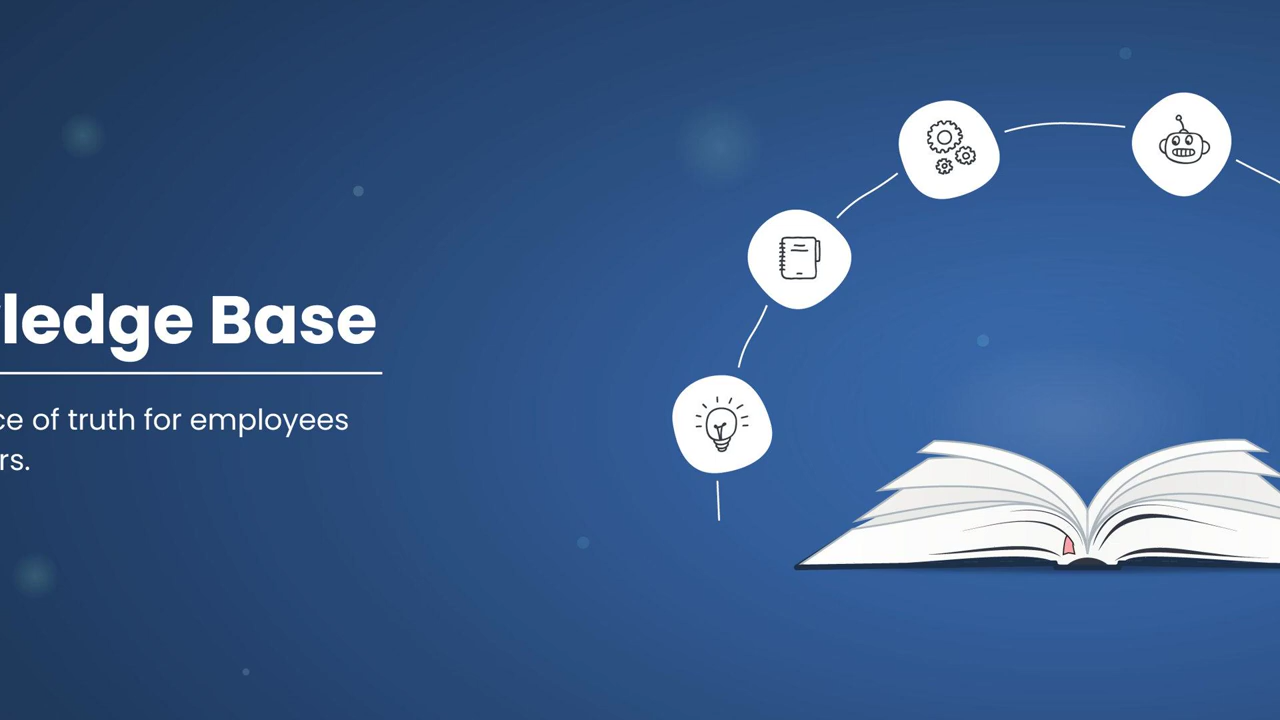 ledge Base
ce of truth for employees
rs.